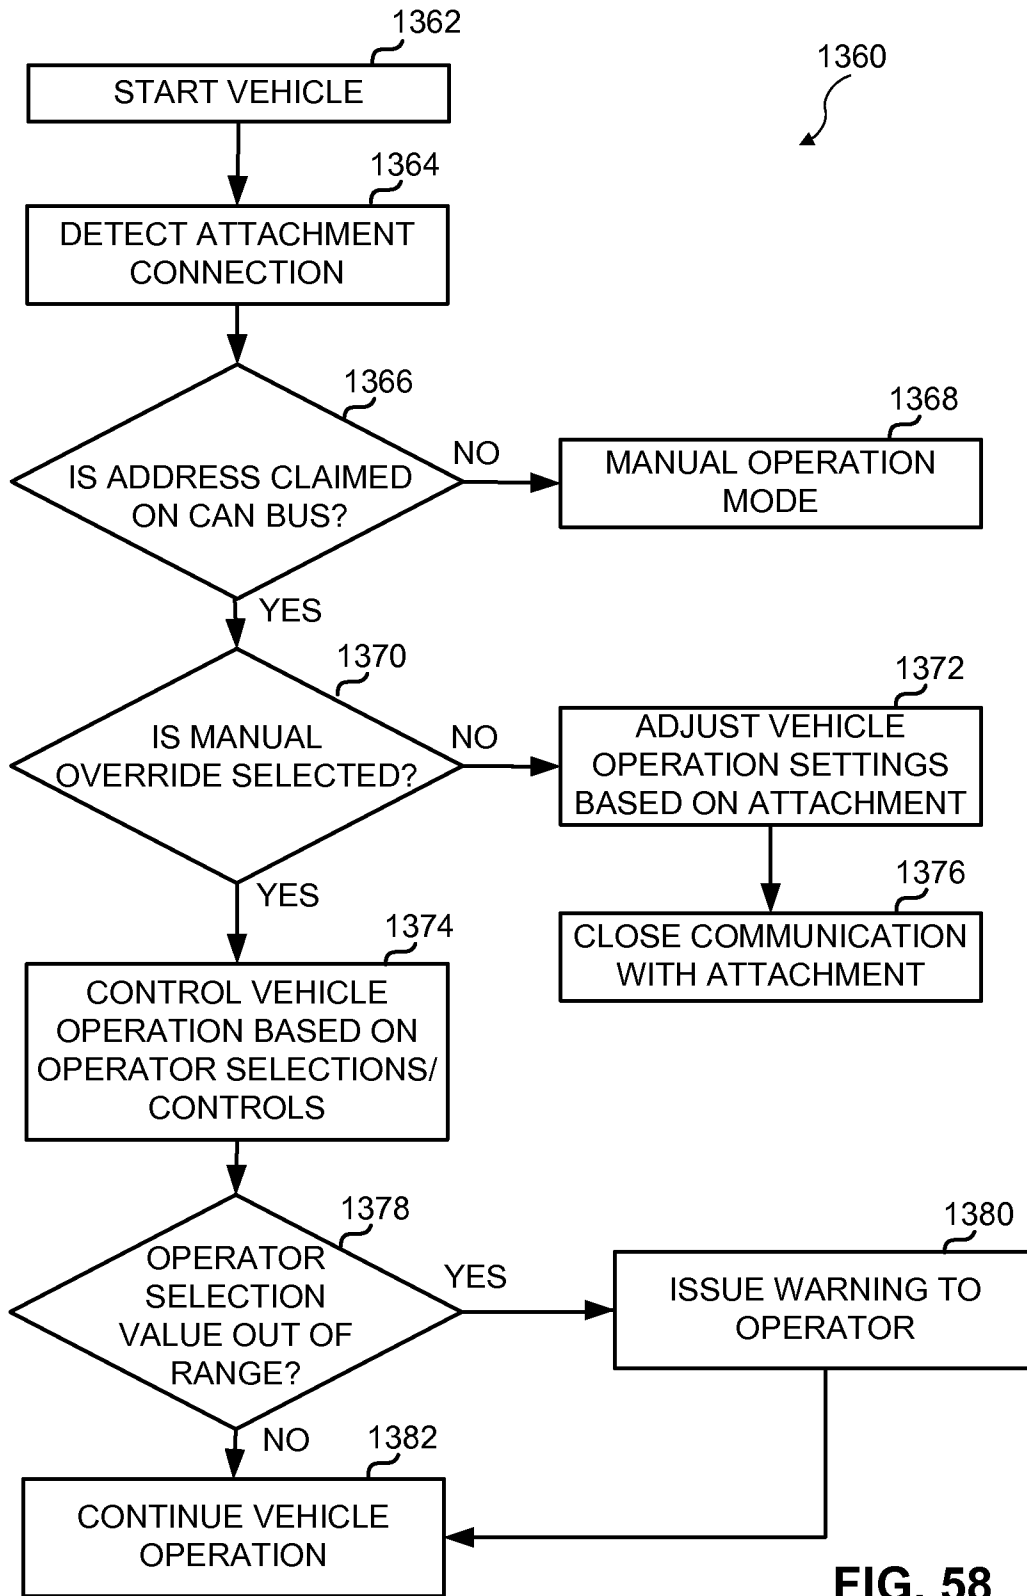 1362
START VEHICLE
1360
1364
DETECT ATTACHMENT
CONNECTION
1366
IS ADDRESS CLAIMED
ON CAN BUS?
NO
1368
MANUAL OPERATION
MODE
YES
1370
IS MANUAL
OVERRIDE SELECTED?
NO
1372
ADJUST VEHICLE
OPERATION SETTINGS
BASED ON ATTACHMENT
1376
CLOSE COMMUNICATION
WITH ATTACHMENT
YES
1374
CONTROL VEHICLE
OPERATION BASED ON
OPERATOR SELECTIONS/
CONTROLS
1378
OPERATOR
SELECTION
VALUE OUT OF
RANGE?
YES
1380
ISSUE WARNING TO
OPERATOR
NO
1382
CONTINUE VEHICLE
OPERATION
FIG. 58